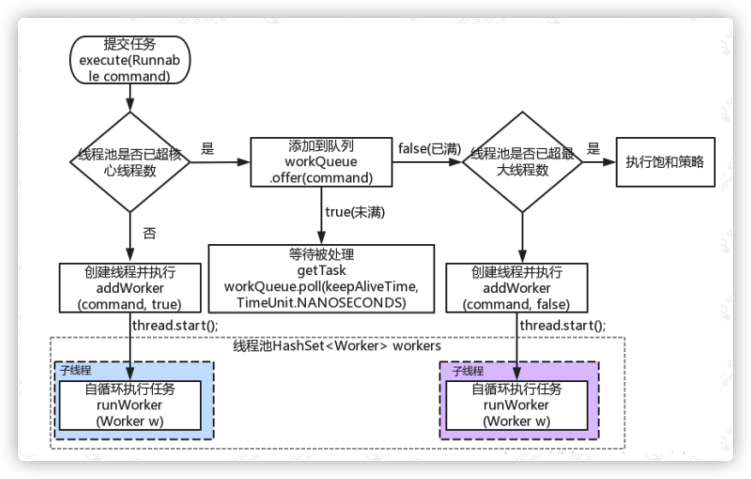 提交任务
execute(Runnab
le command)
线程池是否已超核
心线程数
是
添加到队列
workQueue
.offer(command)
false(已满)
线程池是否已超最
大线程数
是
执行饱和策略
true(未满)
否
否
等待被处理
getTask
workQueue.poll(keepAliveTime,
TimeUnit.NANOSECONDS)
创建线程并执行
addWorker
(command, true)
创建线程并执行
addWorker
(command, false)
thread.start();
thread.start();
线程池HashSet<Worker> workers
子线程
自循环执行任务
runWorker
(Worker w)
子线程
自循环执行任务
runWorker
(Worker w)